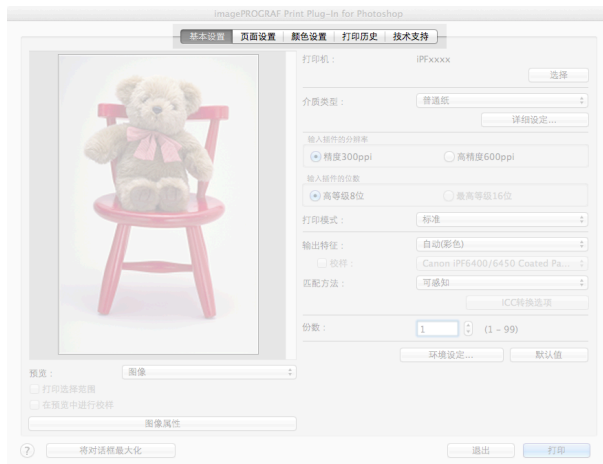 imagePROGRAF Print Plug-In for Photoshop
基本设置 页面设置 颜色设置 打印历史 技术支持
打印机： iPFxxxx
选择
介质类型： 普通纸
详细设定...
输入插件的分辨率
精度300ppi 高精度600ppi
输入插件的位数
高等级8位 最高等级16位
打印模式： 标准
输出特征： 自动(彩色)
校样： Canon iPF6400/6450 Coated Pa...
匹配方法： 可感知
ICC转换选项
份数： 1 (1 ~ 99)
环境设定... 默认值
预览： 图像
打印选择范围
在预览中进行校样
图像属性
? 将对话框最大化 退出 打印